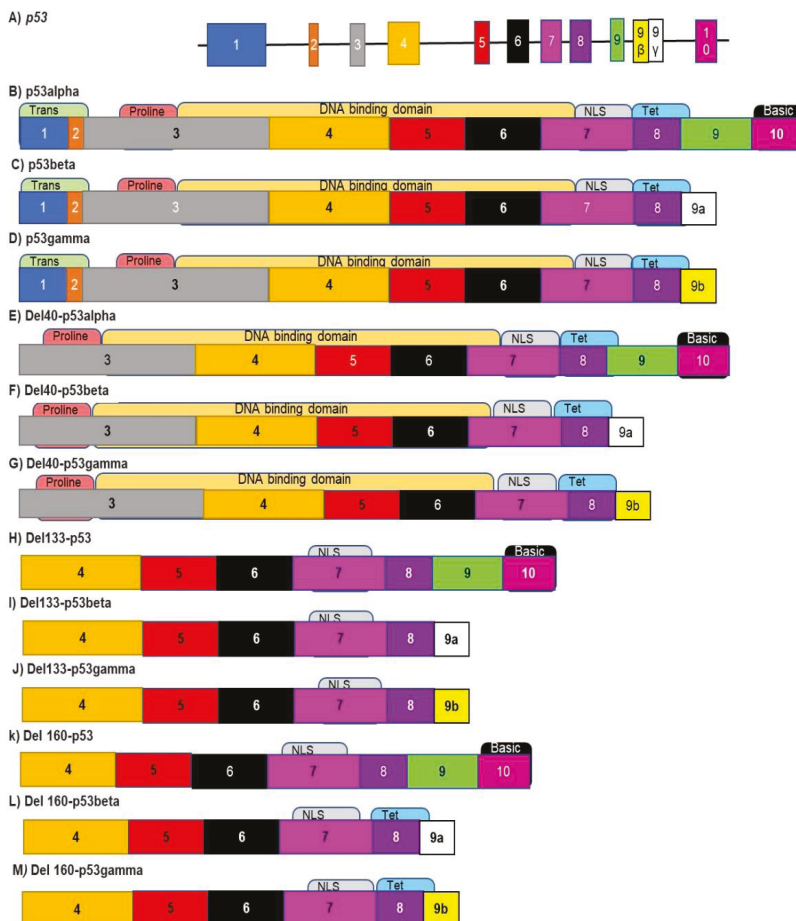 A) p53
1 2 3 4 5 6 7 8 9 9β 9γ 10
B) p53alpha
Trans Proline DNA binding domain NLS Tet Basic
1 2 3 4 5 6 7 8 9 10
C) p53beta
Trans Proline DNA binding domain NLS Tet
1 2 3 4 5 6 7 8 9a
D) p53gamma
Trans Proline DNA binding domain NLS Tet
1 2 3 4 5 6 7 8 9b
E) Del40-p53alpha
Proline DNA binding domain NLS Tet Basic
3 4 5 6 7 8 9 10
F) Del40-p53beta
Proline DNA binding domain NLS Tet
3 4 5 6 7 8 9a
G) Del40-p53gamma
Proline DNA binding domain NLS Tet
3 4 5 6 7 8 9b
H) Del133-p53
NLS Basic
4 5 6 7 8 9 10
I) Del133-p53beta
NLS
4 5 6 7 8 9a
J) Del133-p53gamma
NLS
4 5 6 7 8 9b
k) Del 160-p53
NLS Basic
4 5 6 7 8 9 10
L) Del 160-p53beta
NLS Tet
4 5 6 7 8 9a
M) Del 160-p53gamma
NLS Tet
4 5 6 7 8 9b